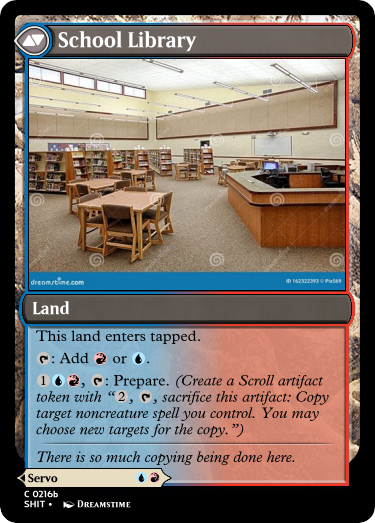 School Library
dreamstime.com
ID 162322393 © Pix569
Land
This land enters tapped.
: Add or .
1 , : Prepare. (Create a Scroll artifact
token with “2, , sacrifice this artifact: Copy
target noncreature spell you control. You may
choose new targets for the copy.”)
There is so much copying being done here.
Servo
C 0216b
SHIT • DREAMSTIME